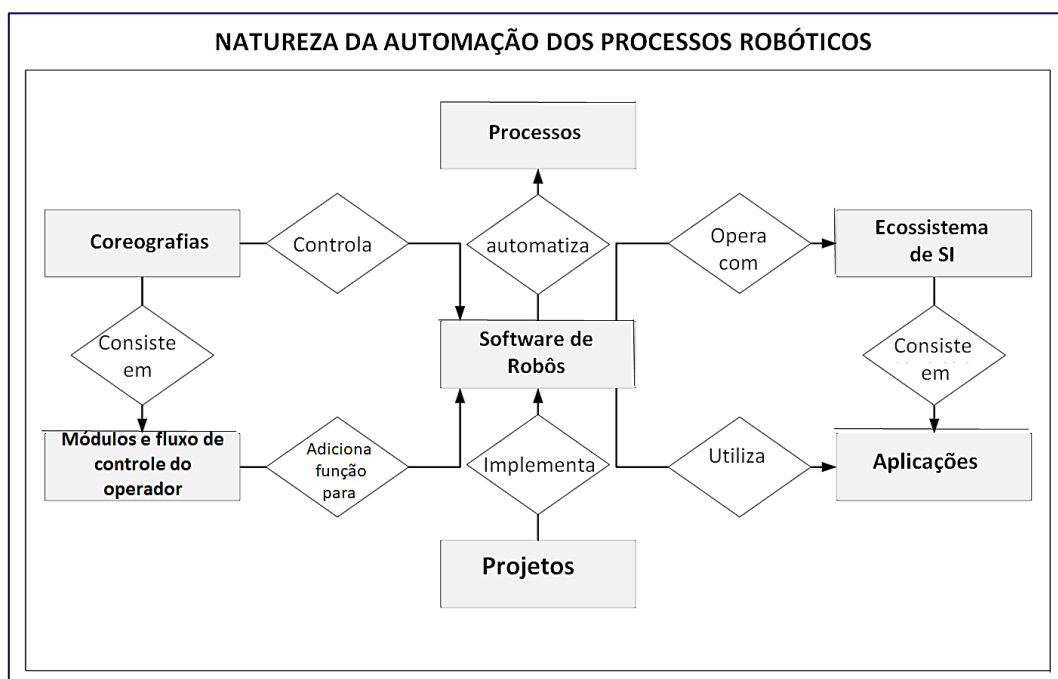 NATUREZA DA AUTOMAÇÃO DOS PROCESSOS ROBÓTICOS
Processos
Coreografias
Controla
automatiza
Opera
com
Ecossistema
de SI
Consiste
em
Software de
Robôs
Consiste
em
Módulos e fluxo de
controle do
operador
Adiciona
função
para
Implementa
Utiliza
Aplicações
Projetos